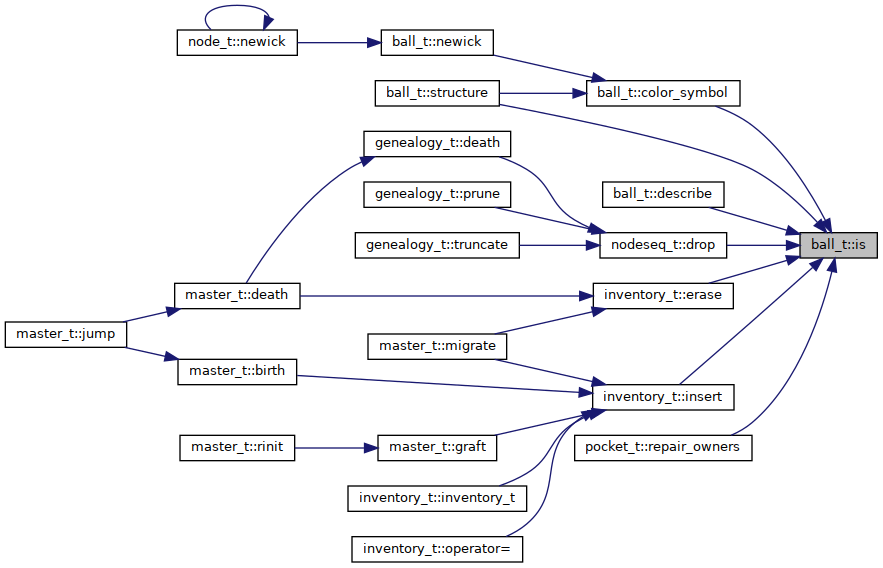 node_t::newick
ball_t::newick
ball_t::structure
ball_t::color_symbol
genealogy_t::death
genealogy_t::prune
ball_t::describe
genealogy_t::truncate
nodeseq_t::drop
ball_t::is
master_t::death
inventory_t::erase
master_t::jump
master_t::migrate
master_t::birth
inventory_t::insert
master_t::rinit
master_t::graft
pocket_t::repair_owners
inventory_t::inventory_t
inventory_t::operator=